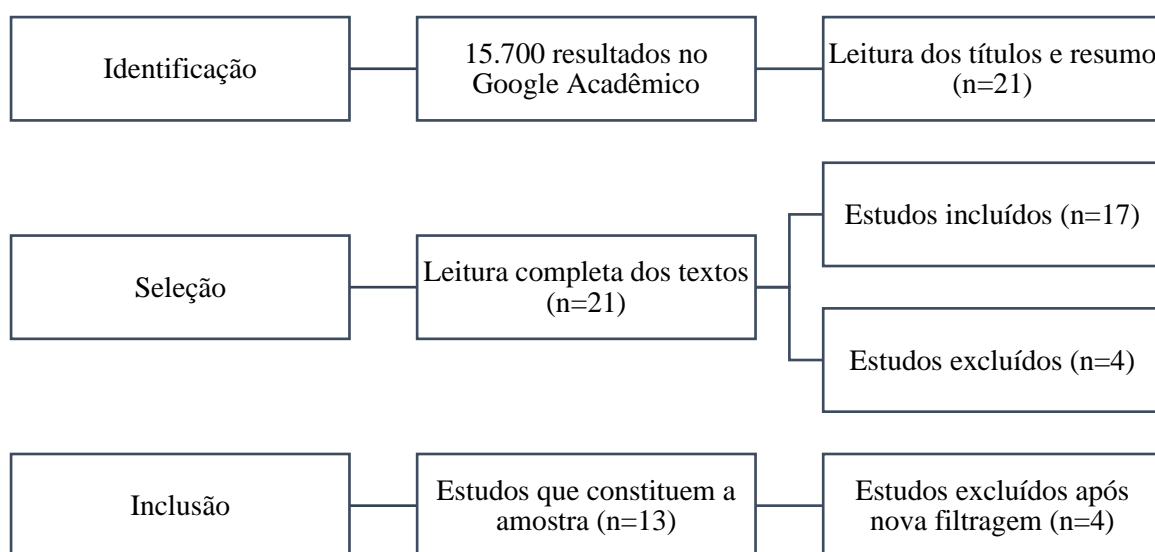 Identificação
15.700 resultados no
Google Acadêmico
Leitura dos títulos e resumo
(n=21)
Seleção
Leitura completa dos textos
(n=21)
Estudos incluídos (n=17)
Estudos excluídos (n=4)
Inclusão
Estudos que constituem a
amostra (n=13)
Estudos excluídos após
nova filtragem (n=4)